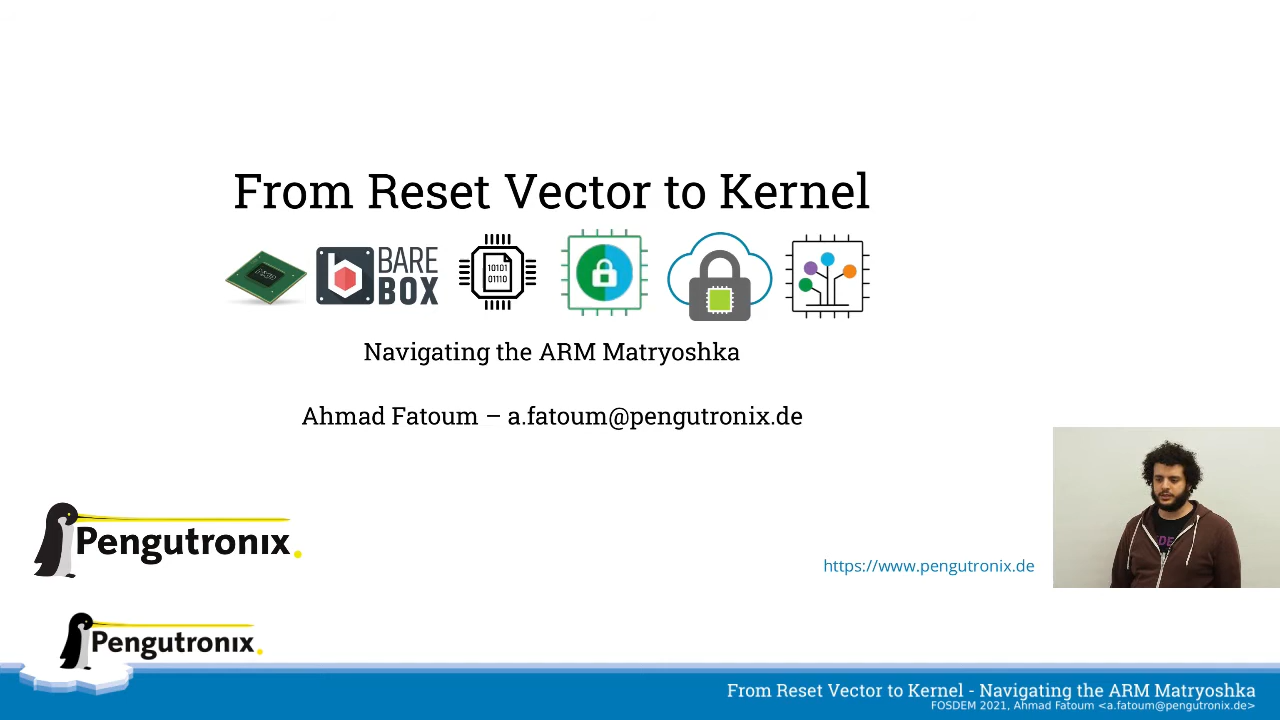 From Reset Vector to Kernel
BARE
BOX
10101
01110
Navigating the ARM Matryoshka
Ahmad Fatoum – a.fatoum@pengutronix.de
Pengutronix.
https://www.pengutronix.de
Pengutronix.
From Reset Vector to Kernel - Navigating the ARM Matryoshka
FOSDEM 2021, Ahmad Fatoum <a.fatoum@pengutronix.de>